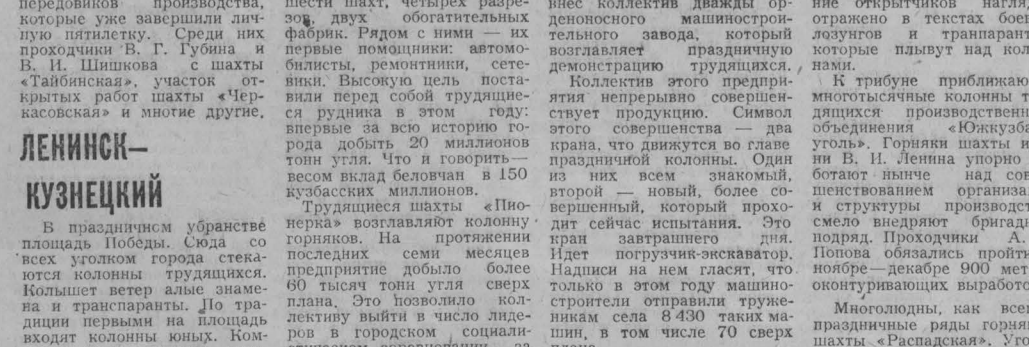 передовиков производства,
которые уже завершили лич-
ную пятилетку. Среди них
проходчики В. Г. Губина и
В. И. Шишкова с шахты
«Тайбинская», участок от-
крытых работ шахты «Чер-
касовская» и многие другие.
ЛЕНИНСК—
КУЗНЕЦКИЙ
В праздничном убранстве
площадь Победы. Сюда со
всех уголком города стека-
ются колонны трудящихся.
Колышет ветер алые знаме-
на и транспаранты. По тра-
диции первыми на площадь
входят колонны юных. Ком-
шести шахт, четырех разре-
зов, двух обогатительных
фабрик. Рядом с ними — их
первые помощники: автомо-
билисты, ремонтники, сете-
вики. Высокую цель поста-
вили перед собой трудящие-
ся рудника в этом году:
впервые за всю историю го-
рода добыть 20 миллионов
тонн угля. Что и говорить—
весом вклад беловчан в 150
кузбасских миллионов.
Трудящиеся шахты «Пио-
нерка» возглавляют колонну
горняков. На протяжении
последних семи месяцев
предприятие добыло более
60 тысяч тонн угля сверх
плана. Это позволило кол-
лективу выйти в число лиде-
ров в городском социали-
внес коллектив дважды ор-
деноносного машинострои-
тельного завода, который
возглавляет праздничную
демонстрацию трудящихся.
Коллектив этого предпри-
ятия непрерывно совершен-
ствует продукцию. Символ
этого совершенства — два
крана, что движутся во главе
праздничной колонны. Один
из них всем знакомый,
второй — новый, более со-
вершенный, который прохо-
дит сейчас испытания. Это
кран завтрашнего дня.
Идет погрузчик-экскаватор.
Надписи на нем гласят, что
только в этом году машино-
строители отправили труже-
никам села 8430 таких ма-
шин, в том числе 70 сверх
ние открытчиков нагляд
отражено в текстах боев
лозунгов и транпарант
которые плывут над кол
нами.
К трибуне приближаю
многотысячные колонны т
дящихся производственн
объединения «Южкузба
уголь». Горняки шахты и
ни В. И. Ленина упорно
ботают нынче над сов
шенствованием организа
и структуры производст
смело внедряют бригадн
подряд. Проходчики А.
Попова обязались пройти
ноябре—декабре 900 мет
оконтуривающих выработо
Многолюдны, как всег
праздничные ряды горня
шахты «Распадская». Уго